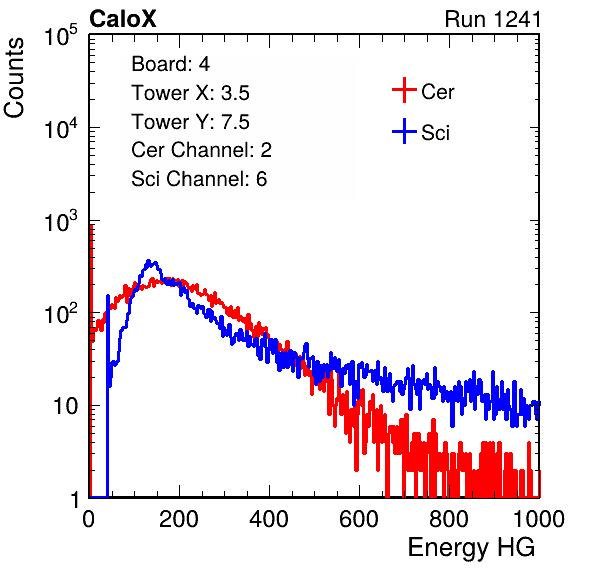 CaloX Run 1241
Counts
Board: 4
Tower X: 3.5
Tower Y: 7.5
Cer Channel: 2
Sci Channel: 6
Cer
Sci
10^5
10^4
10^3
10^2
10
1
0 200 400 600 800 1000
Energy HG